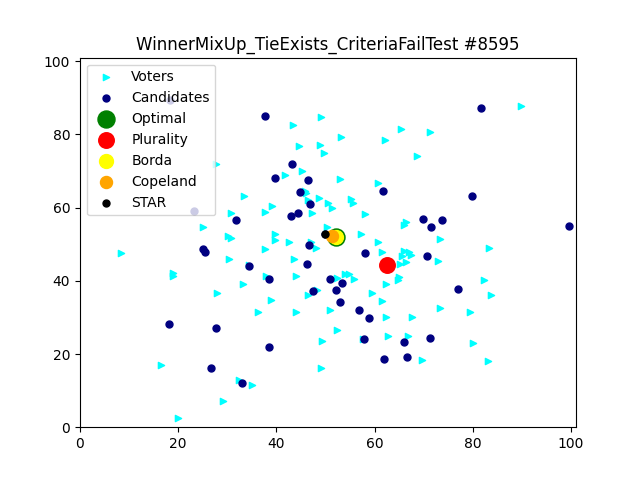 WinnerMixUp_TieExists_CriteriaFailTest #8595
100
80
60
40
20
0
0 20 40 60 80 100
Voters
Candidates
Optimal
Plurality
Borda
Copeland
STAR